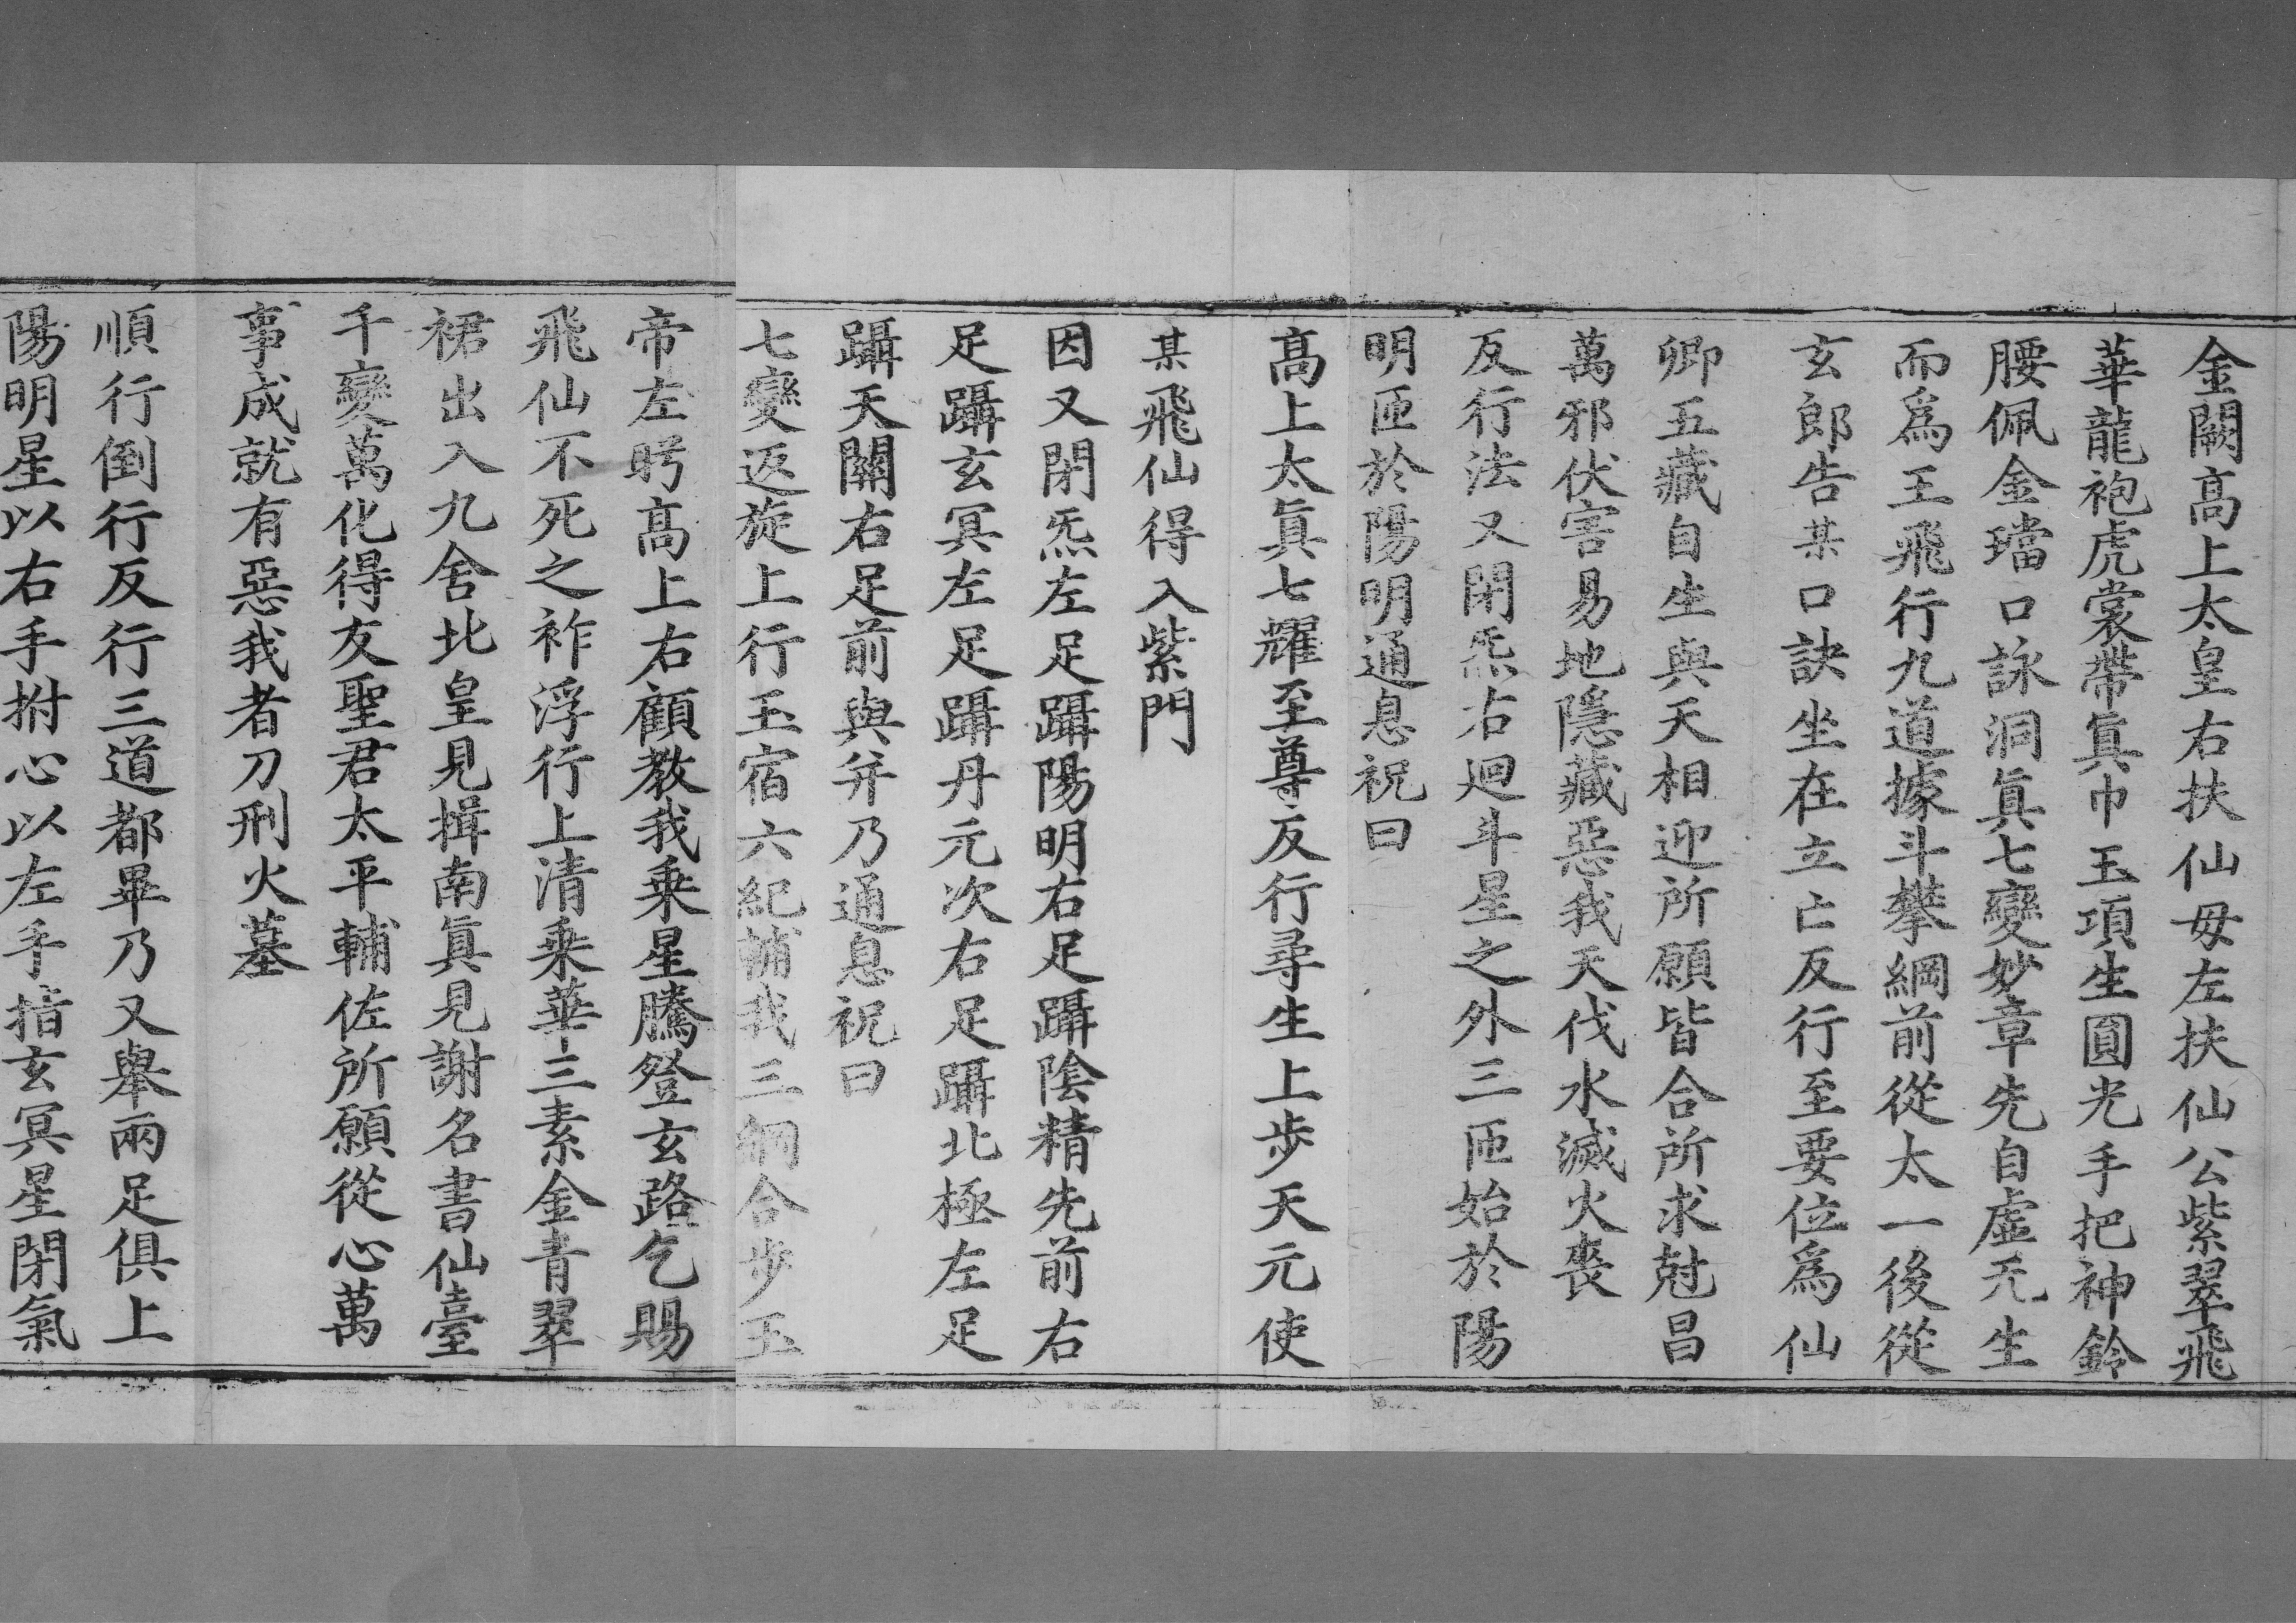 金闕高上太皇右扶仙母左扶仙公紫翠飛
華龍袍虎裳帶真巾玉項生圓光手把神鈴
腰佩金璫口詠洞真七變妙章先自虛无生
而爲王飛行九道據斗攀綱前從太一後從
玄郎告某口訣坐在立亡反行至要位爲仙
卿五藏自生與天相迎所願皆合所求尅昌
萬邪伏害易地隱藏惡我天伐水滅火喪
反行法又閉炁右迴斗星之外三匝始於陽
明匝於陽明通息祝曰
高上太真七耀至尊反行尋生上步天元使
某飛仙得入紫門
因又閉炁左足躡陽明右足躡陰精先前右
足躡玄冥左足躡丹元次右足躡北極左足
躡天關右足前與并乃通息祝曰
七變返旋上行玉宿六紀輔我三綱合步玉
帝左眄高上右顧教我乘星騰登玄路乞賜
飛仙不死之祚浮行上清乘華三素金青翠
裙出入九舍北皇見揖南真見謝名書仙臺
千變萬化得友聖君太平輔佐所願從心萬
事成就有惡我者刀刑火墓
順行倒行反行三道都畢乃又舉兩足俱上
陽明星以右手拊心以左手指玄冥星閉氣